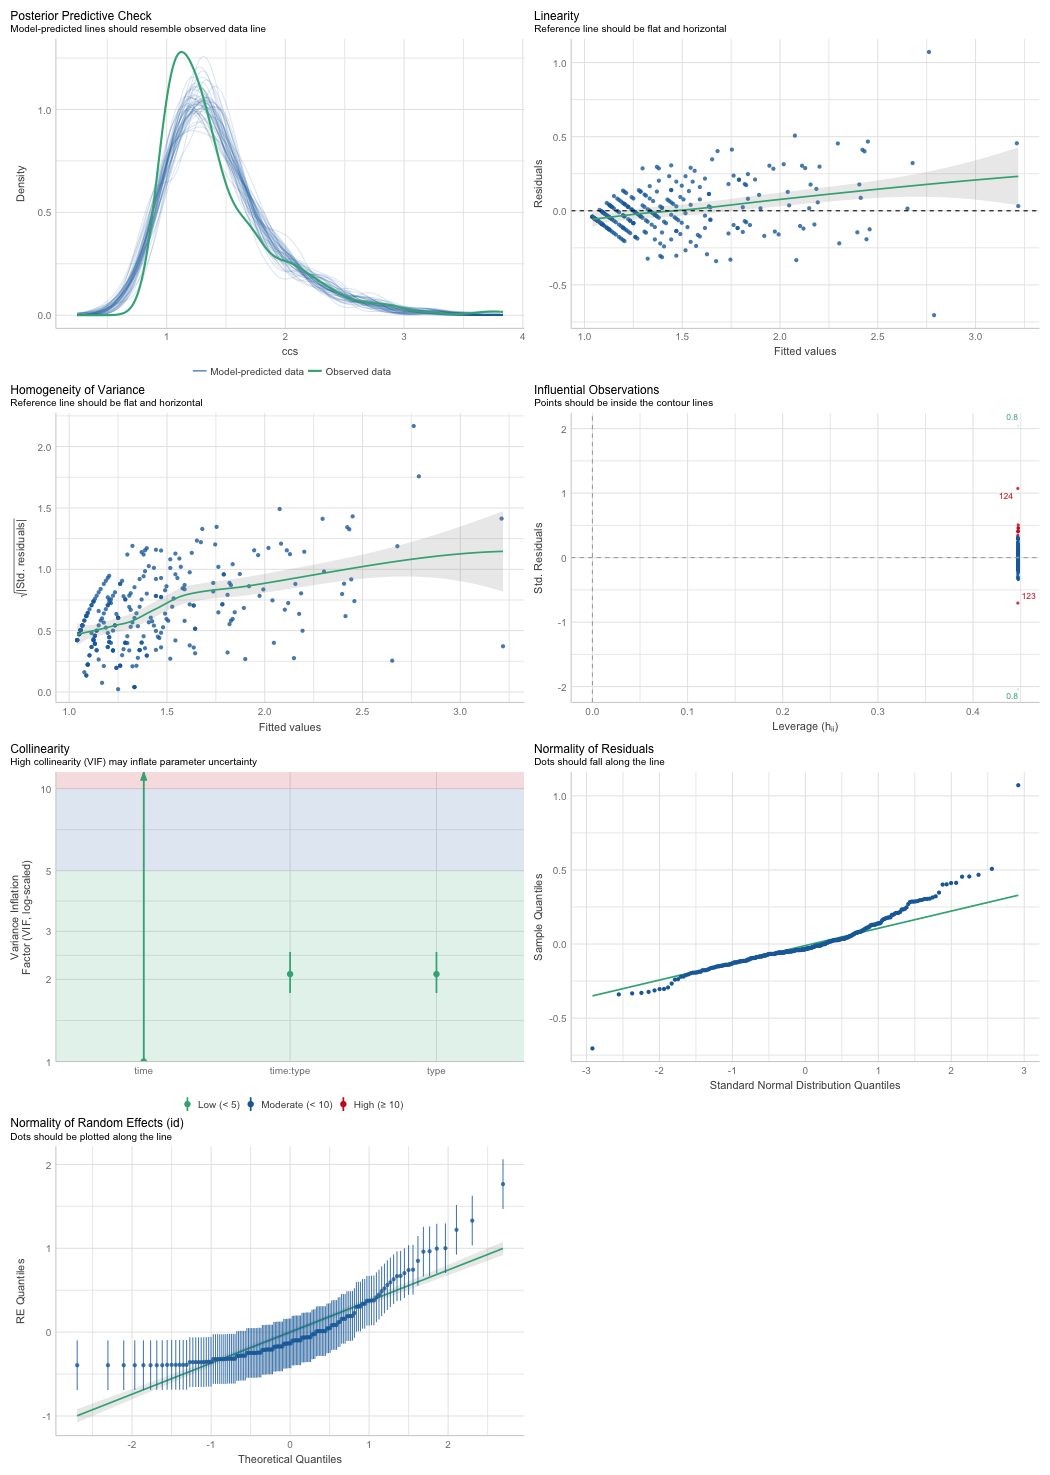 Posterior Predictive Check
Model-predicted lines should resemble observed data line
Density
1.0
0.5
0.0
1
2
3
4
ccs
Model-predicted data
Observed data
Linearity
Reference line should be flat and horizontal
Residuals
1.0
0.5
0.0
-0.5
1.0
1.5
2.0
2.5
3.0
Fitted values
Homogeneity of Variance
Reference line should be flat and horizontal
√|Std. residuals|
2.0
1.5
1.0
0.5
0.0
1.0
1.5
2.0
2.5
3.0
Fitted values
Influential Observations
Points should be inside the contour lines
Std. Residuals
2
1
0
-1
-2
0.8
124
123
0.8
0.0
0.1
0.2
0.3
0.4
Leverage (hᵢᵢ)
Collinearity
High collinearity (VIF) may inflate parameter uncertainty
Variance Inflation
Factor (VIF, log-scaled)
10
5
3
2
1
time
time:type
type
Low (< 5)
Moderate (< 10)
High (≥ 10)
Normality of Residuals
Dots should fall along the line
Sample Quantiles
1.0
0.5
0.0
-0.5
-3
-2
-1
0
1
2
3
Standard Normal Distribution Quantiles
Normality of Random Effects (id)
Dots should be plotted along the line
RE Quantiles
2
1
0
-1
-2
-1
0
1
2
Theoretical Quantiles